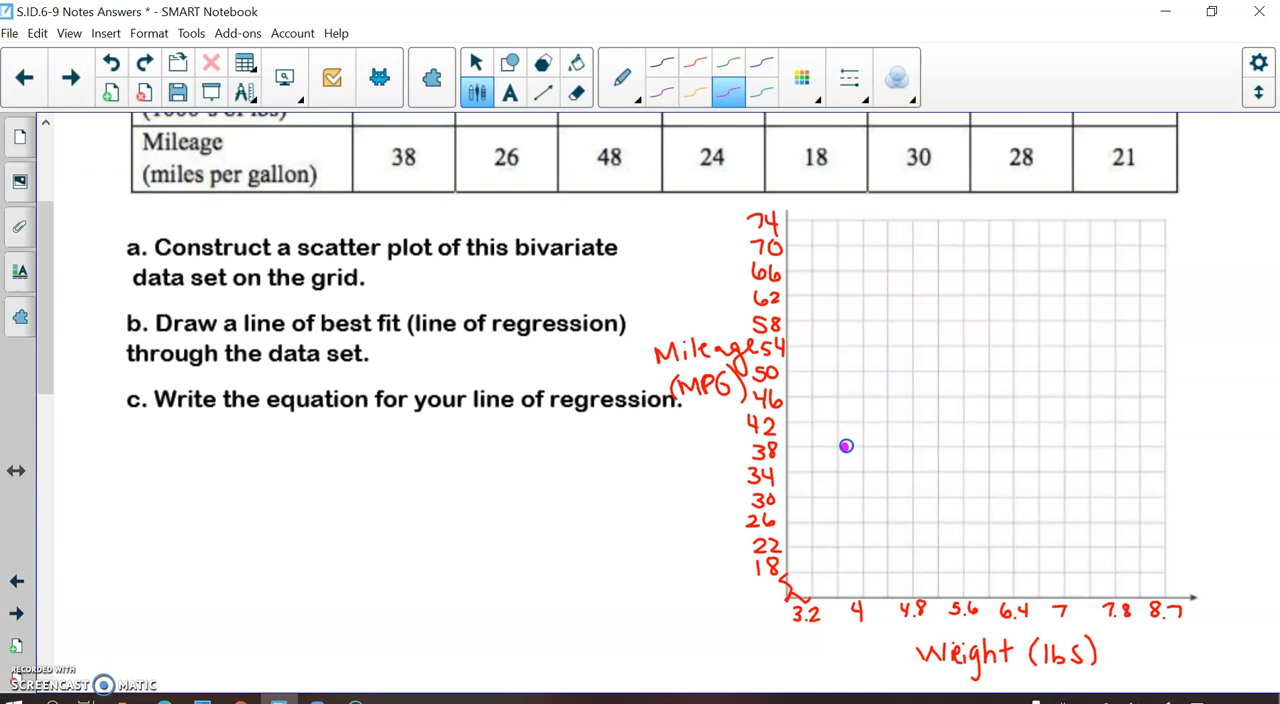 S.ID.6-9 Notes Answers * - SMART Notebook
File Edit View Insert Format Tools Add-ons Account Help
Mileage
(miles per gallon)
38 26 48 24 18 30 28 21
a. Construct a scatter plot of this bivariate
data set on the grid.
b. Draw a line of best fit (line of regression)
through the data set.
c. Write the equation for your line of regression.
74
70
66
62
58
Mileage 54
(MPG) 50
46
42
38
34
30
26
22
18
3.2 4 4.8 5.6 6.4 7 7.8 8.7
Weight (lbs)
RECORDED WITH
SCREENCAST MATIC